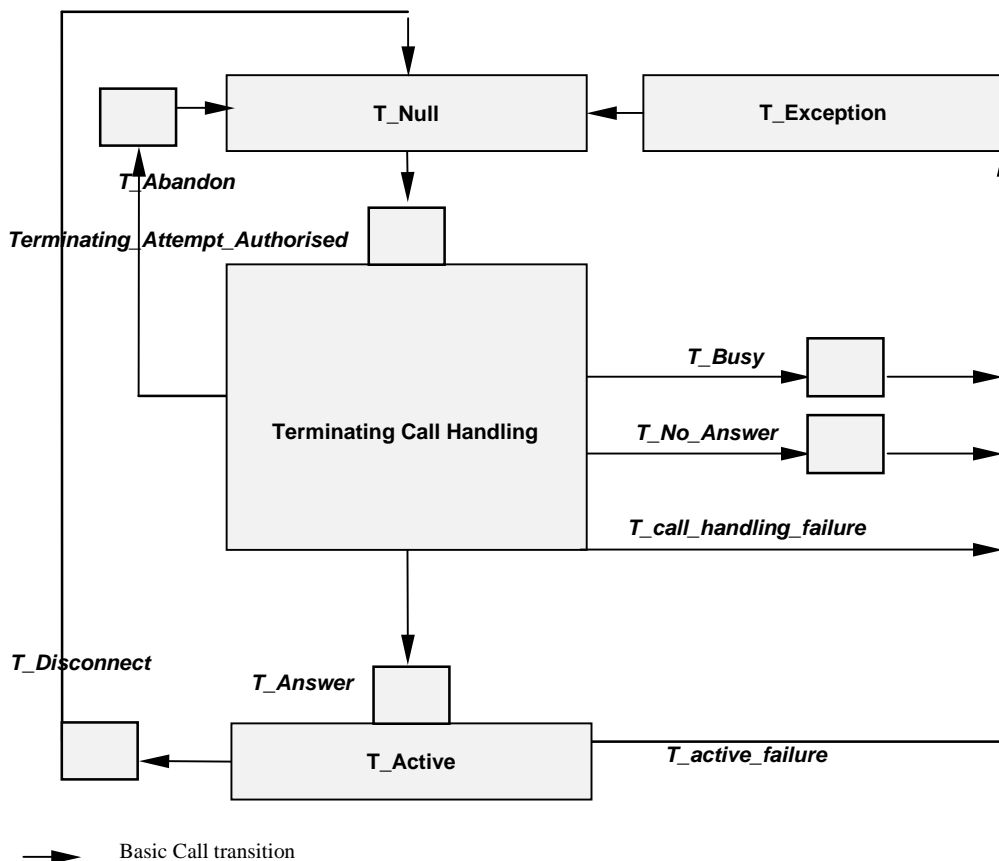 T_Null
T_Exception
T_Abandon
Terminating_Attempt_Authorised
T_Busy
Terminating Call Handling
T_No_Answer
T_call_handling_failure
T_Disconnect
T_Answer
T_Active
T_active_failure
Basic Call transition